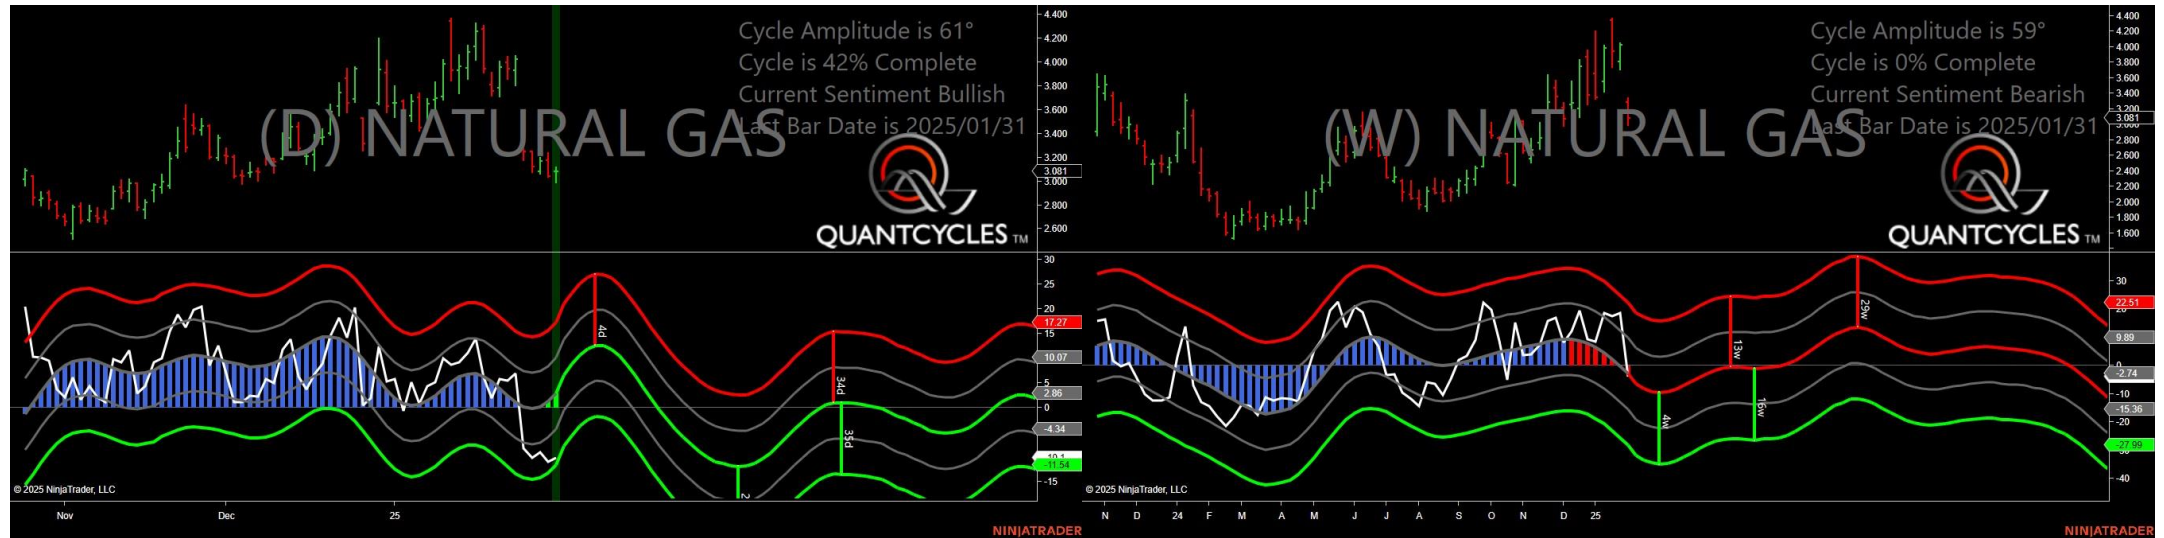 Cycle Amplitude is 61°
Cycle is 42% Complete
Current Sentiment Bullish
Last Bar Date is 2025/01/31
(D) NATURAL GAS
QUANTCYCLES TM
4.400
4.200
4.000
3.800
3.600
3.400
3.200
3.081
3.000
2.800
2.600
30
25
20
17.27
15
10.07
5
2.86
0
-4.34
-11.54
-15
4d
34d
35d
2
© 2025 NinjaTrader, LLC
Nov Dec 25
NINJATRADER
Cycle Amplitude is 59°
Cycle is 0% Complete
Current Sentiment Bearish
Last Bar Date is 2025/01/31
(W) NATURAL GAS
QUANTCYCLES TM
4.400
4.200
4.000
3.800
3.600
3.400
3.200
3.081
3.000
2.800
2.600
2.400
2.200
2.000
1.800
1.600
30
22.51
20
9.89
0
-2.74
-10
-15.36
-20
-27.99
-40
13w
29w
4w
16w
© 2025 NinjaTrader, LLC
N D 24 F M A M J J A S O N D 25
NINJATRADER